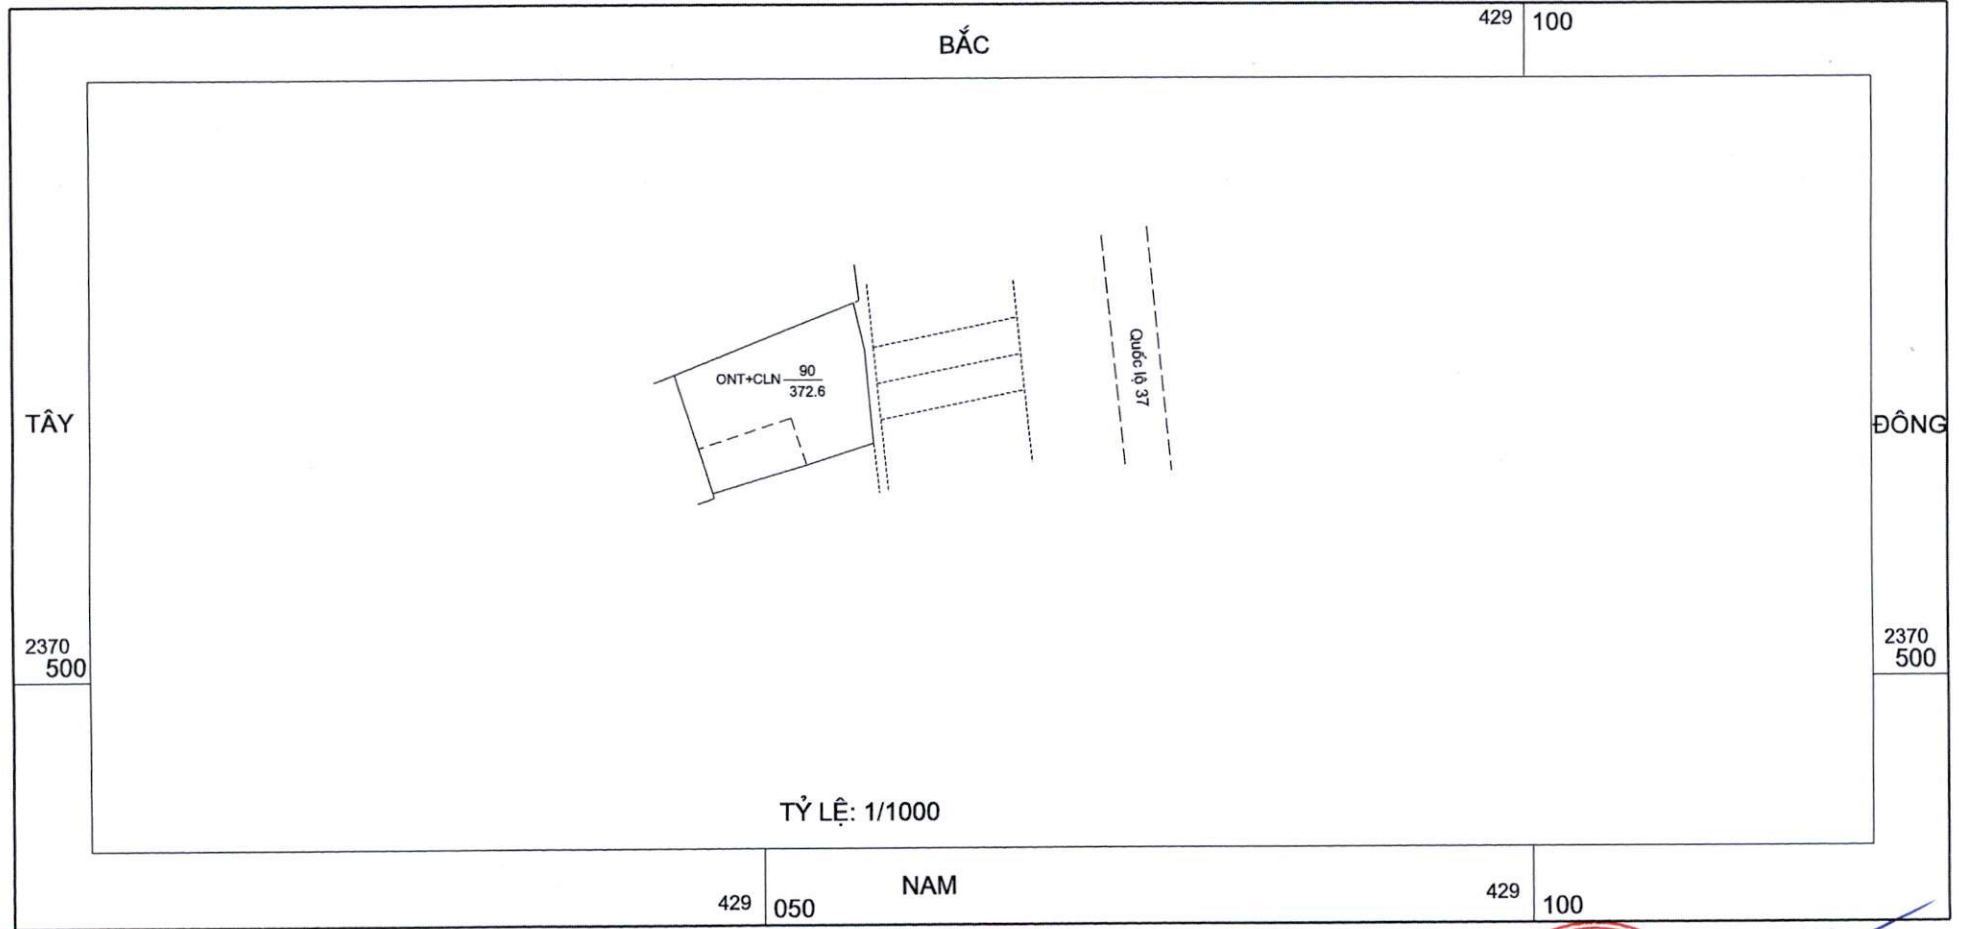 429 100
BẮC
Quốc lộ 37
ONT+CLN 90
372.6
TÂY
ĐÔNG
2370
500
2370
500
TỶ LỆ: 1/1000
NAM
429 050
429 100